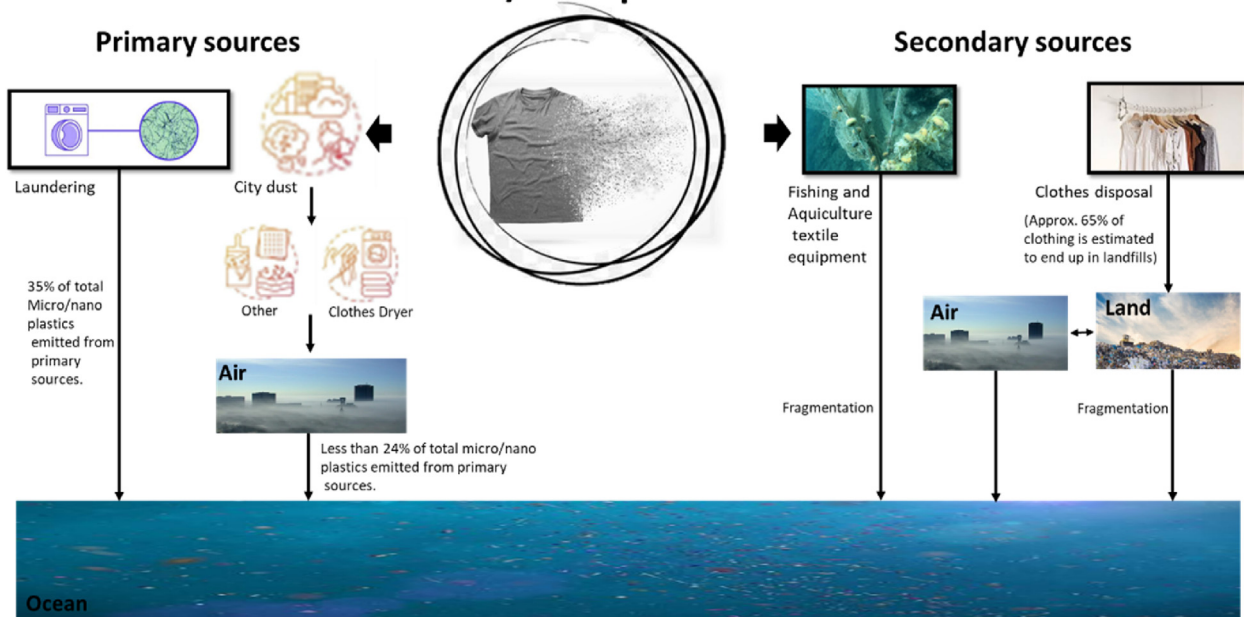 Primary sources
Secondary sources
Laundering
City dust
Other
Clothes Dryer
35% of total
Micro/nano
plastics
emitted from
primary
sources.
Air
Less than 24% of total micro/nano
plastics emitted from primary
sources.
Fishing and
Aquiculture
textile
equipment
Clothes disposal
(Approx. 65% of
clothing is estimated
to end up in landfills)
Air
Land
Fragmentation
Fragmentation
Ocean